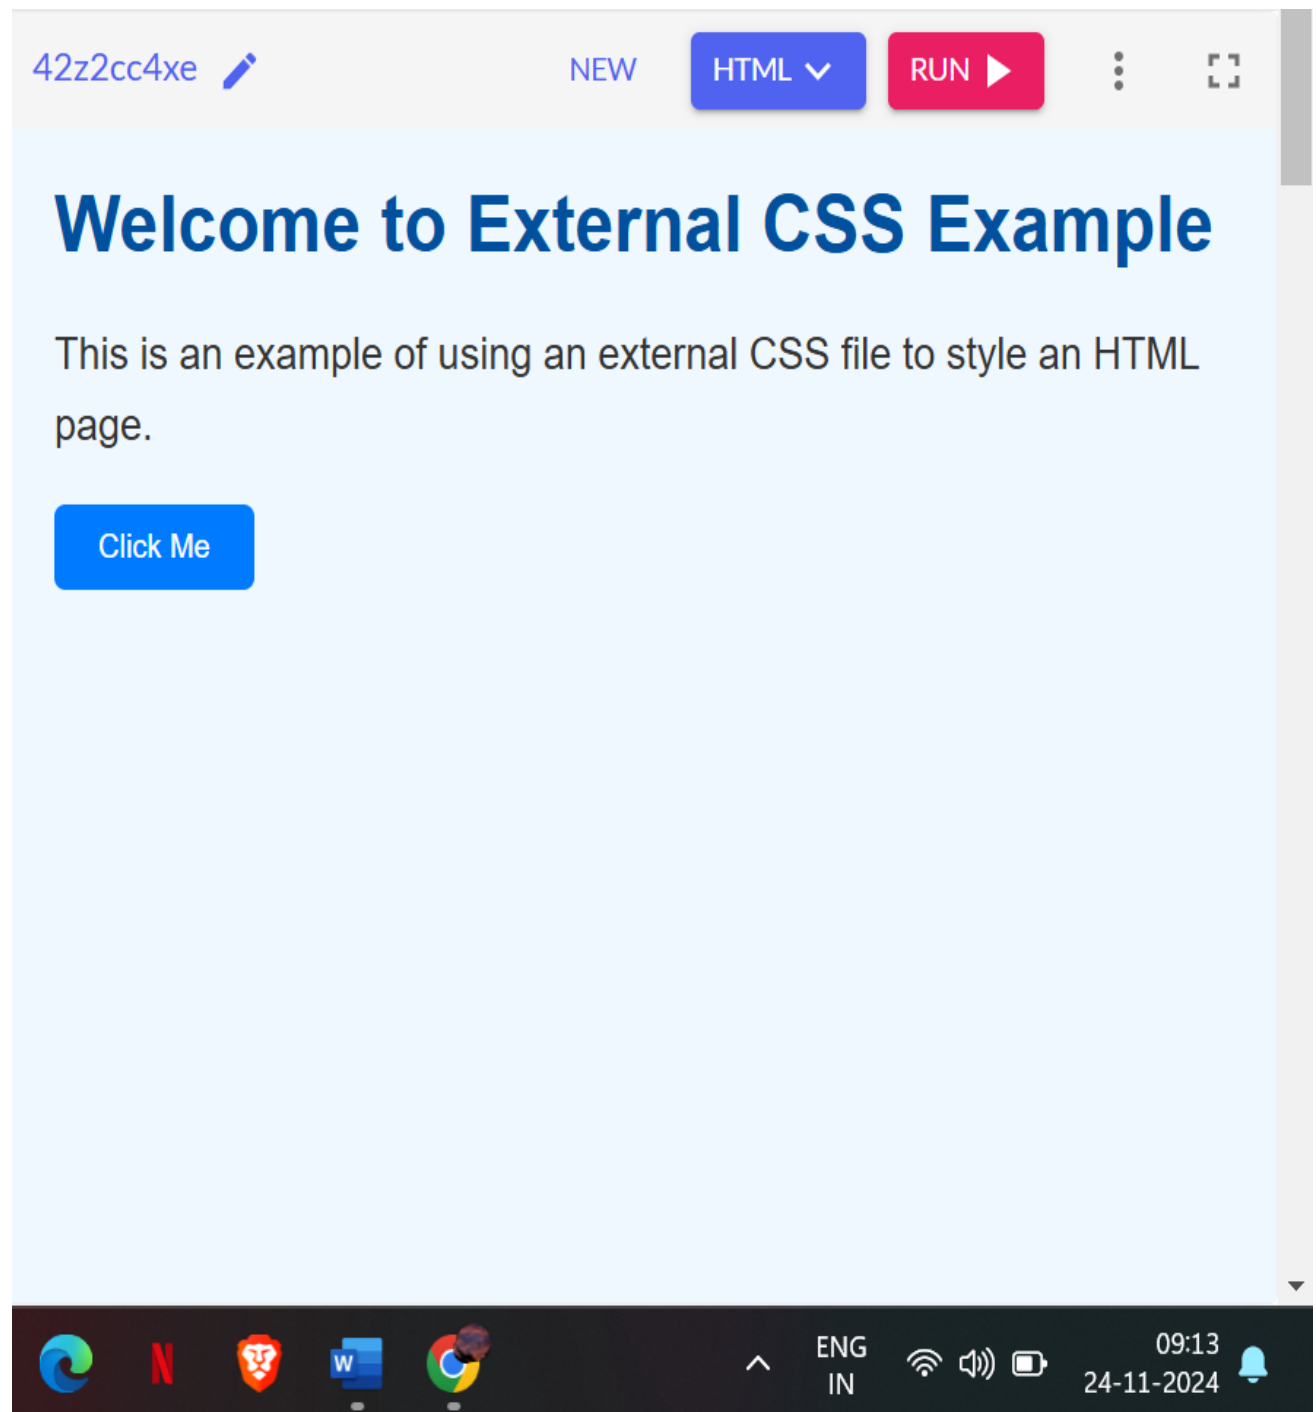 42z2cc4xe NEW HTML RUN
Welcome to External CSS Example
This is an example of using an external CSS file to style an HTML
page.
Click Me
N W ENG 09:13
IN 24-11-2024